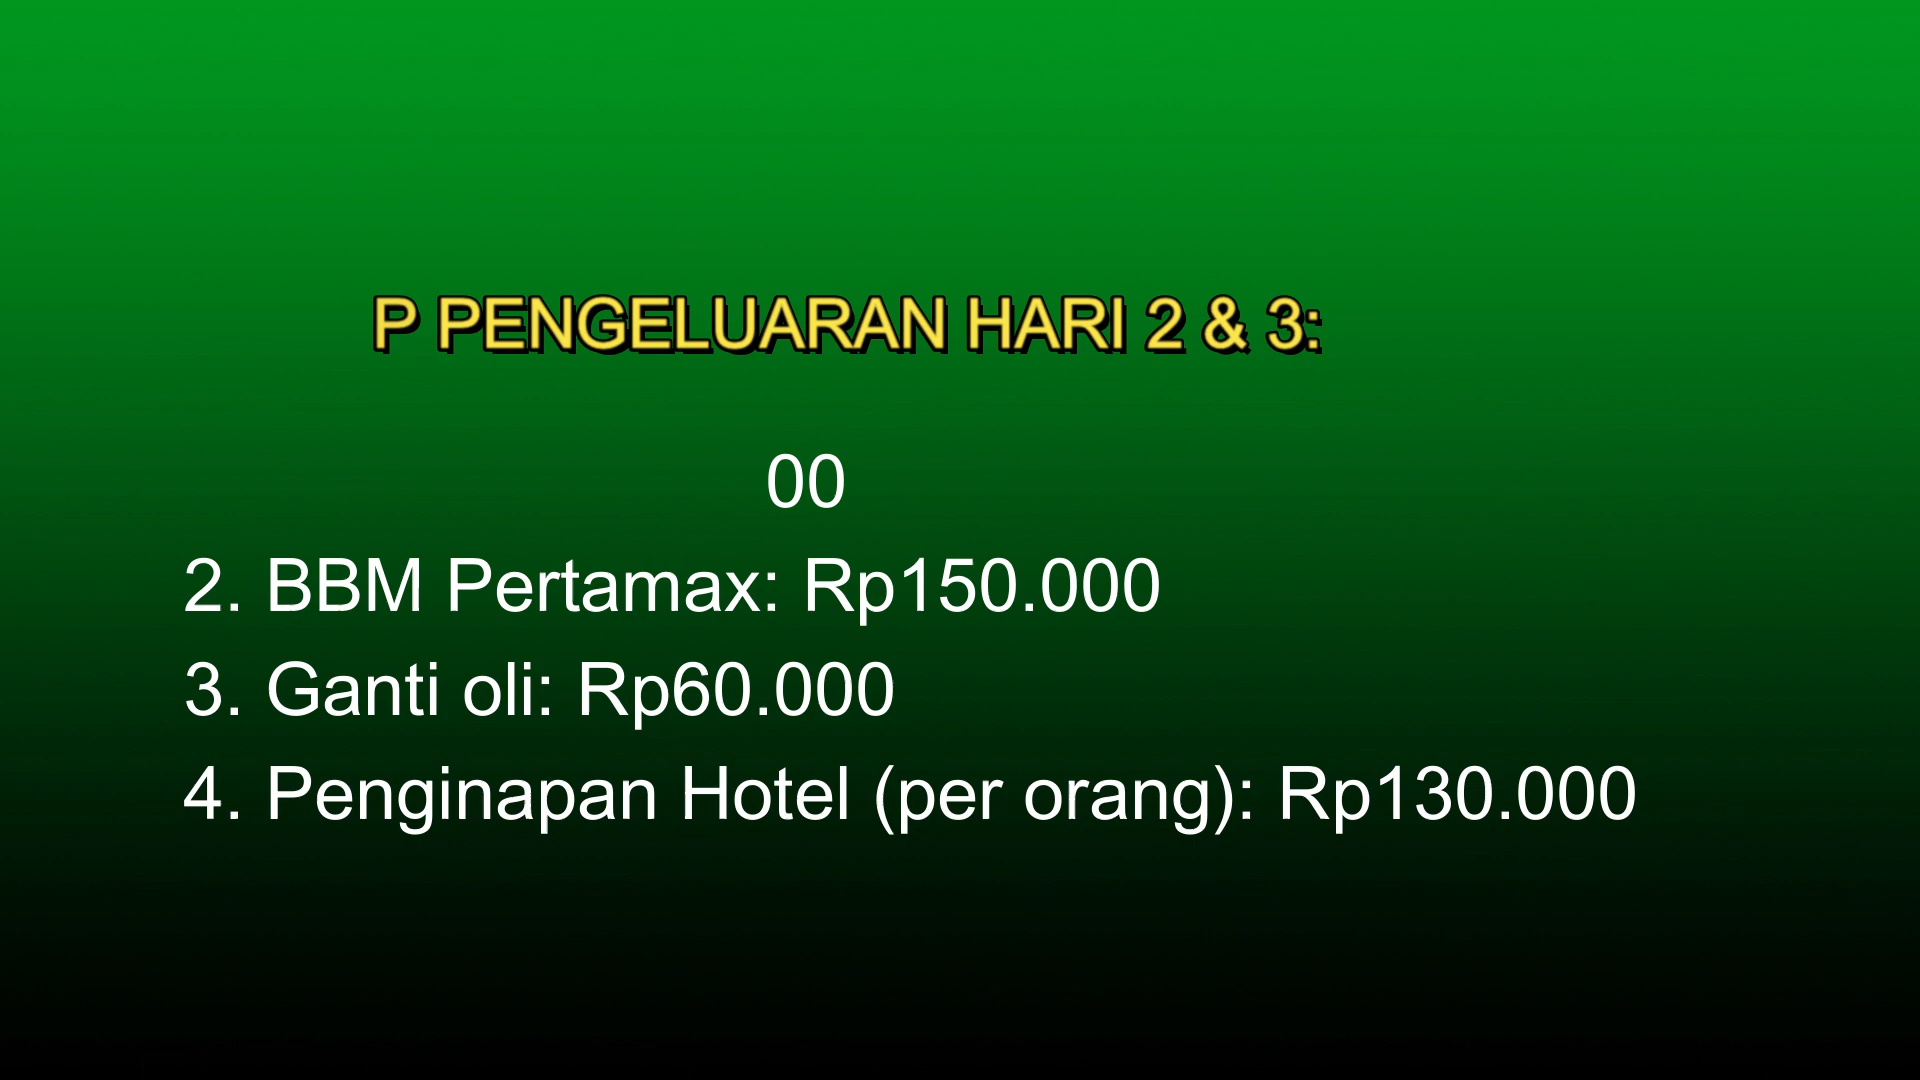 P PENGELUARAN HARI 2 & 3:
00
2. BBM Pertamax: Rp150.000
3. Ganti oli: Rp60.000
4. Penginapan Hotel (per orang): Rp130.000